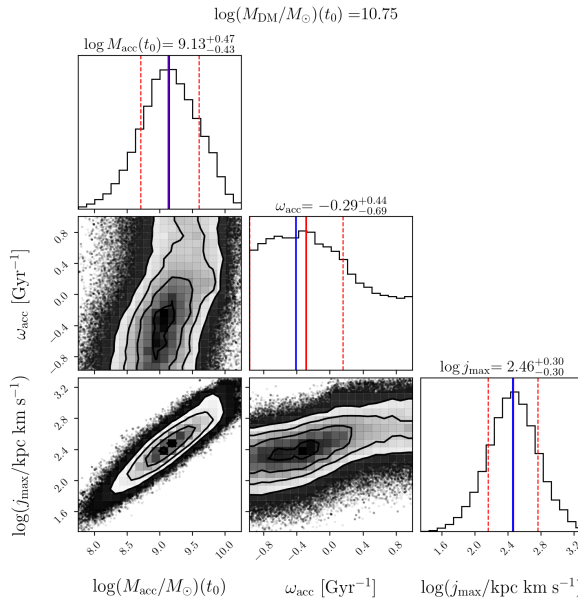 log(M_DM/M_⊙)(t_0) = 10.75
log M_acc(t_0) = 9.13^{+0.47}_{−0.43}
0.8
0.4
0.0
−0.4
−0.8
ω_acc [Gyr^{−1}]
ω_acc = −0.29^{+0.44}_{−0.69}
3.2
2.8
2.4
2.0
1.6
log(j_max/kpc km s^{−1})
log j_max = 2.46^{+0.30}_{−0.30}
8.0 8.5 9.0 9.5 10.0
log(M_acc/M_⊙)(t_0)
−0.8 −0.4 0.0 0.4 0.8
ω_acc [Gyr^{−1}]
1.6 2.0 2.4 2.8 3.2
log(j_max/kpc km s^{−1})